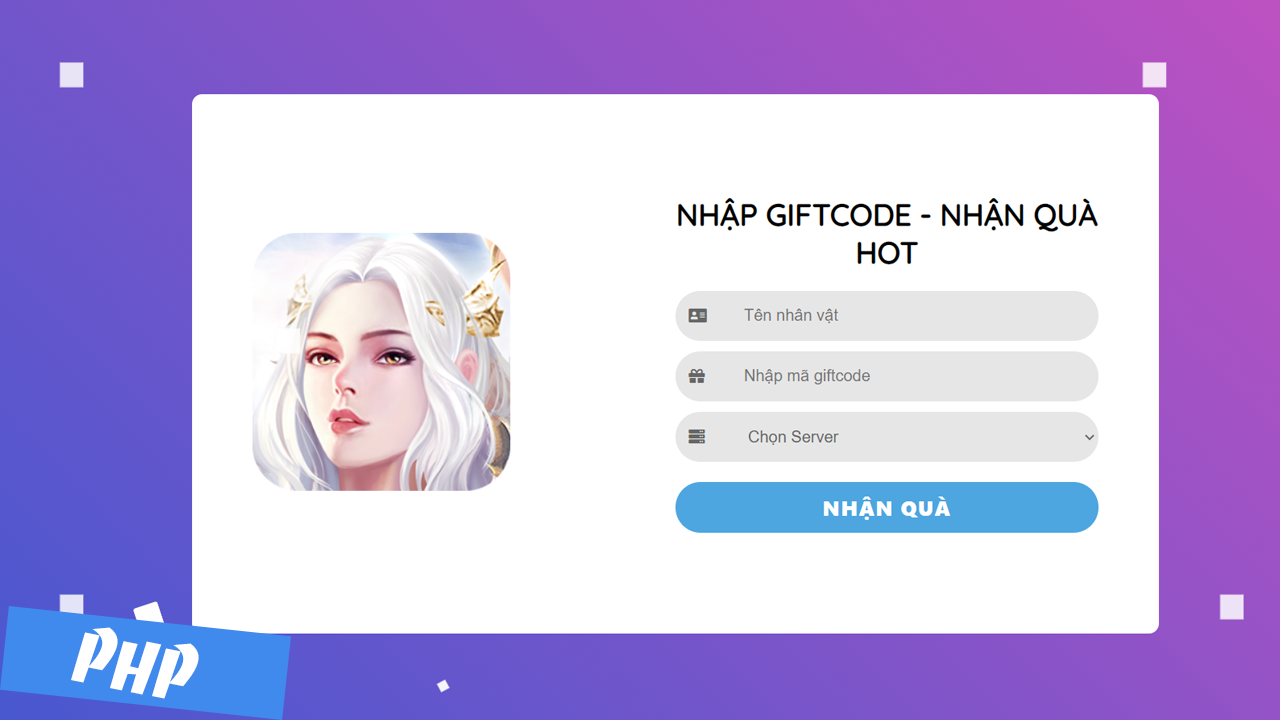 NHẬP GIFTCODE - NHẬN QUÀ
HOT
Tên nhân vật
Nhập mã giftcode
Chọn Server
NHẬN QUÀ
PHP